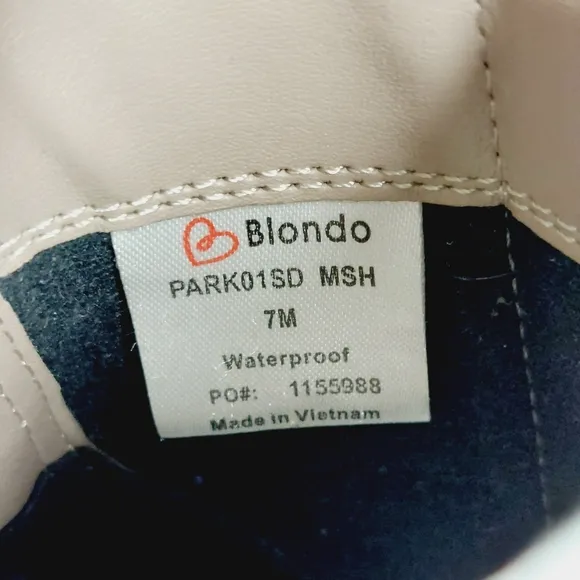 Blondo
PARK01SD MSH
7M
Waterproof
PO#: 1155988
Made in Vietnam